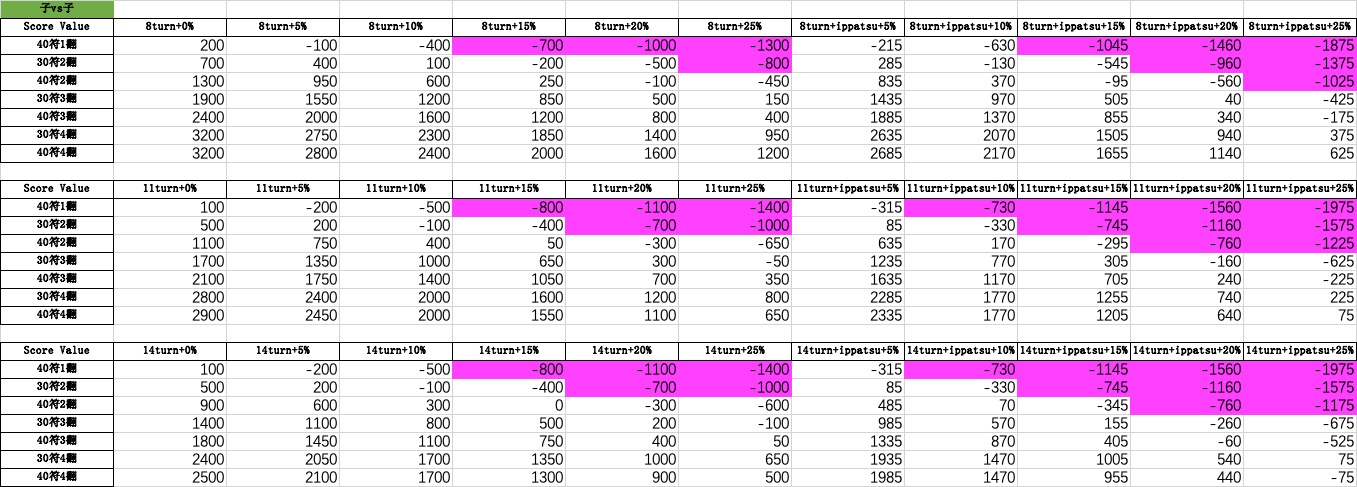 子vs子
Score Value 8turn+0% 8turn+5% 8turn+10% 8turn+15% 8turn+20% 8turn+25% 8turn+ippatsu+5% 8turn+ippatsu+10% 8turn+ippatsu+15% 8turn+ippatsu+20% 8turn+ippatsu+25%
40符1翻 200 -100 -400 -700 -1000 -1300 -215 -630 -1045 -1460 -1875
30符2翻 700 400 100 -200 -500 -800 285 -130 -545 -960 -1375
40符2翻 1300 950 600 250 -100 -450 835 370 -95 -560 -1025
30符3翻 1900 1550 1200 850 500 150 1435 970 505 40 -425
40符3翻 2400 2000 1600 1200 800 400 1885 1370 855 340 -175
30符4翻 3200 2750 2300 1850 1400 950 2635 2070 1505 940 375
40符4翻 3200 2800 2400 2000 1600 1200 2685 2170 1655 1140 625
Score Value 11turn+0% 11turn+5% 11turn+10% 11turn+15% 11turn+20% 11turn+25% 11turn+ippatsu+5% 11turn+ippatsu+10% 11turn+ippatsu+15% 11turn+ippatsu+20% 11turn+ippatsu+25%
40符1翻 100 -200 -500 -800 -1100 -1400 -315 -730 -1145 -1560 -1975
30符2翻 500 200 -100 -400 -700 -1000 85 -330 -745 -1160 -1575
40符2翻 1100 750 400 50 -300 -650 635 170 -295 -760 -1225
30符3翻 1700 1350 1000 650 300 -50 1235 770 305 -160 -625
40符3翻 2100 1750 1400 1050 700 350 1635 1170 705 240 -225
30符4翻 2800 2400 2000 1600 1200 800 2285 1770 1255 740 225
40符4翻 2900 2450 2000 1550 1100 650 2335 1770 1205 640 75
Score Value 14turn+0% 14turn+5% 14turn+10% 14turn+15% 14turn+20% 14turn+25% 14turn+ippatsu+5% 14turn+ippatsu+10% 14turn+ippatsu+15% 14turn+ippatsu+20% 14turn+ippatsu+25%
40符1翻 100 -200 -500 -800 -1100 -1400 -315 -730 -1145 -1560 -1975
30符2翻 500 200 -100 -400 -700 -1000 85 -330 -745 -1160 -1575
40符2翻 900 600 300 0 -300 -600 485 70 -345 -760 -1175
30符3翻 1400 1100 800 500 200 -100 985 570 155 -260 -675
40符3翻 1800 1450 1100 750 400 50 1335 870 405 -60 -525
30符4翻 2400 2050 1700 1350 1000 650 1935 1470 1005 540 75
40符4翻 2500 2100 1700 1300 900 500 1985 1470 955 440 -75